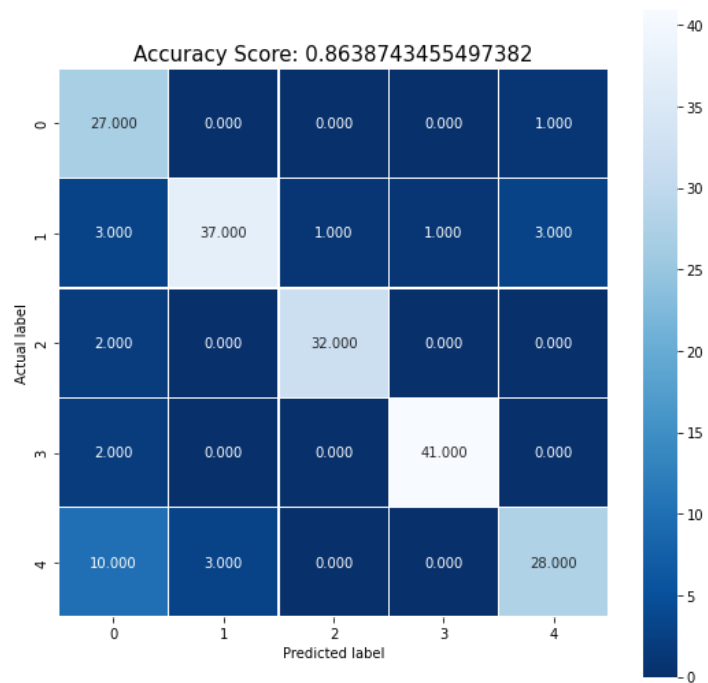 Accuracy Score: 0.8638743455497382
0 27.000 0.000 0.000 0.000 1.000
1 3.000 37.000 1.000 1.000 3.000
2 2.000 0.000 32.000 0.000 0.000
3 2.000 0.000 0.000 41.000 0.000
4 10.000 3.000 0.000 0.000 28.000
Actual label
0 1 2 3 4
Predicted label
40
35
30
25
20
15
10
5
0